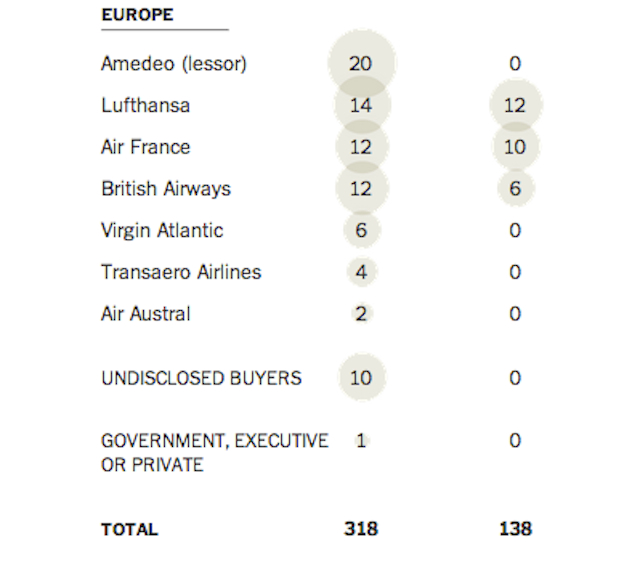 EUROPE
Amedeo (lessor) 20 0
Lufthansa 14 12
Air France 12 10
British Airways 12 6
Virgin Atlantic 6 0
Transaero Airlines 4 0
Air Austral 2 0
UNDISCLOSED BUYERS 10 0
GOVERNMENT, EXECUTIVE 1 0
OR PRIVATE
TOTAL 318 138